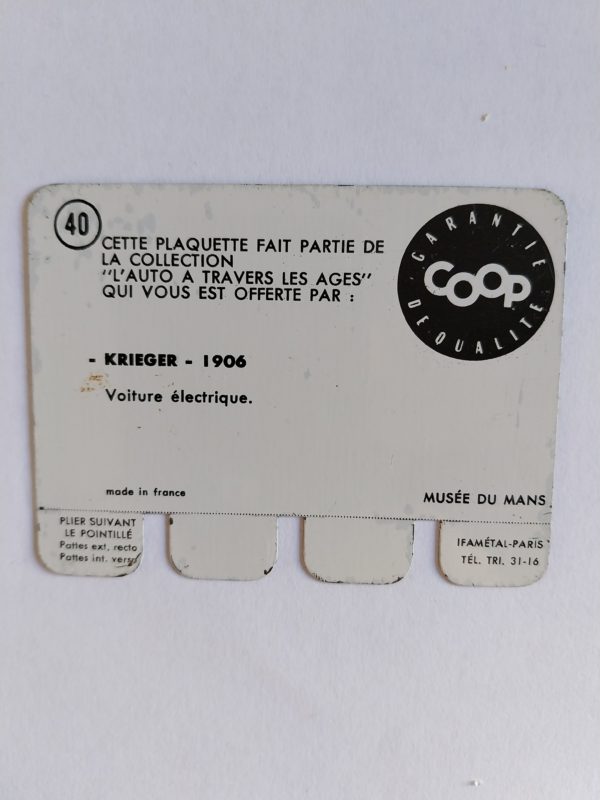 40
CETTE PLAQUETTE FAIT PARTIE DE
LA COLLECTION
"L'AUTO A TRAVERS LES AGES"
QUI VOUS EST OFFERTE PAR :
GARANTIE
COOP
DE QUALITÉ
- KRIEGER - 1906
Voiture électrique.
made in france
MUSÉE DU MANS
PLIER SUIVANT
LE POINTILLÉ
Pattes ext, recto
Pattes int. verso
IFAMÉTAL-PARIS
TÉL. TRI. 31-16